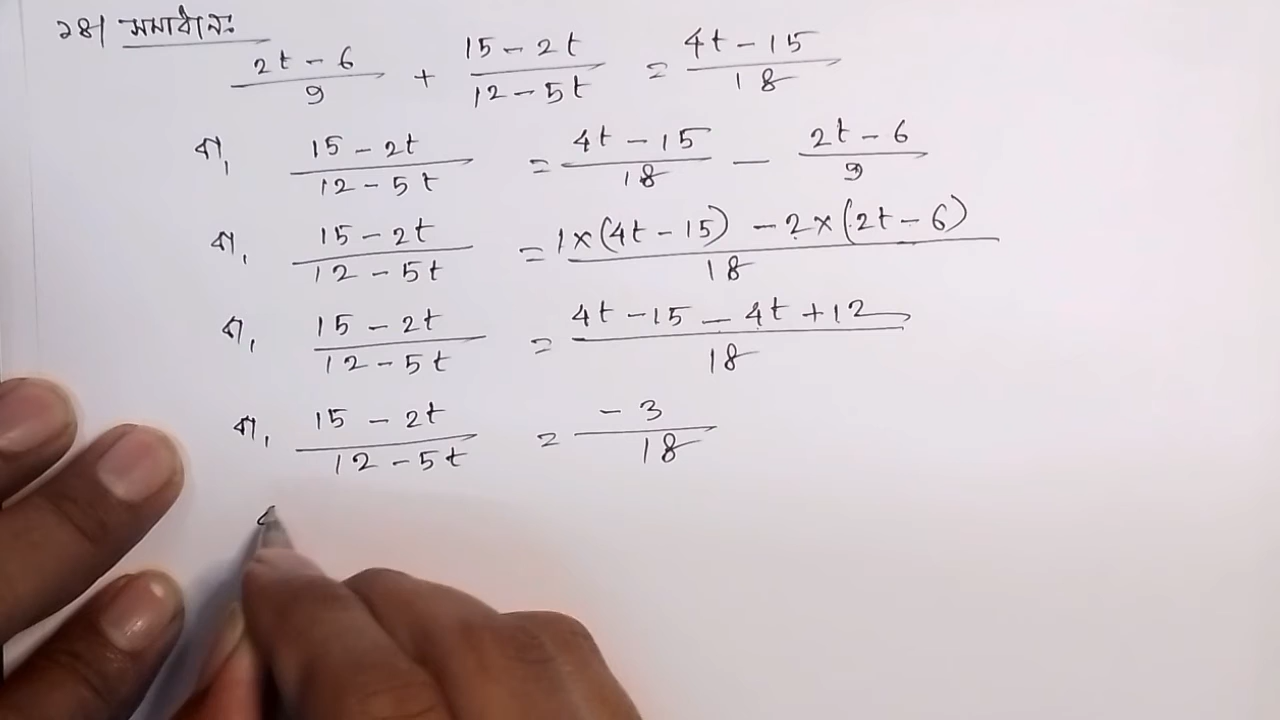 ১৪। সমাধানঃ
(2t - 6)/9 + (15 - 2t)/(12 - 5t) = (4t - 15)/18
বা, (15 - 2t)/(12 - 5t) = (4t - 15)/18 - (2t - 6)/9
বা, (15 - 2t)/(12 - 5t) = (1×(4t - 15) - 2×(2t - 6))/18
বা, (15 - 2t)/(12 - 5t) = (4t - 15 - 4t + 12)/18
বা, (15 - 2t)/(12 - 5t) = (- 3)/18